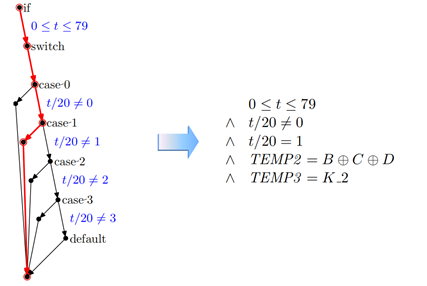 if
0 ≤ t ≤ 79
switch
case-0
t/20 ≠ 0
case-1
t/20 ≠ 1
case-2
t/20 ≠ 2
case-3
t/20 ≠ 3
default
0 ≤ t ≤ 79
∧ t/20 ≠ 0
∧ t/20 = 1
∧ TEMP2 = B ⊕ C ⊕ D
∧ TEMP3 = K_2